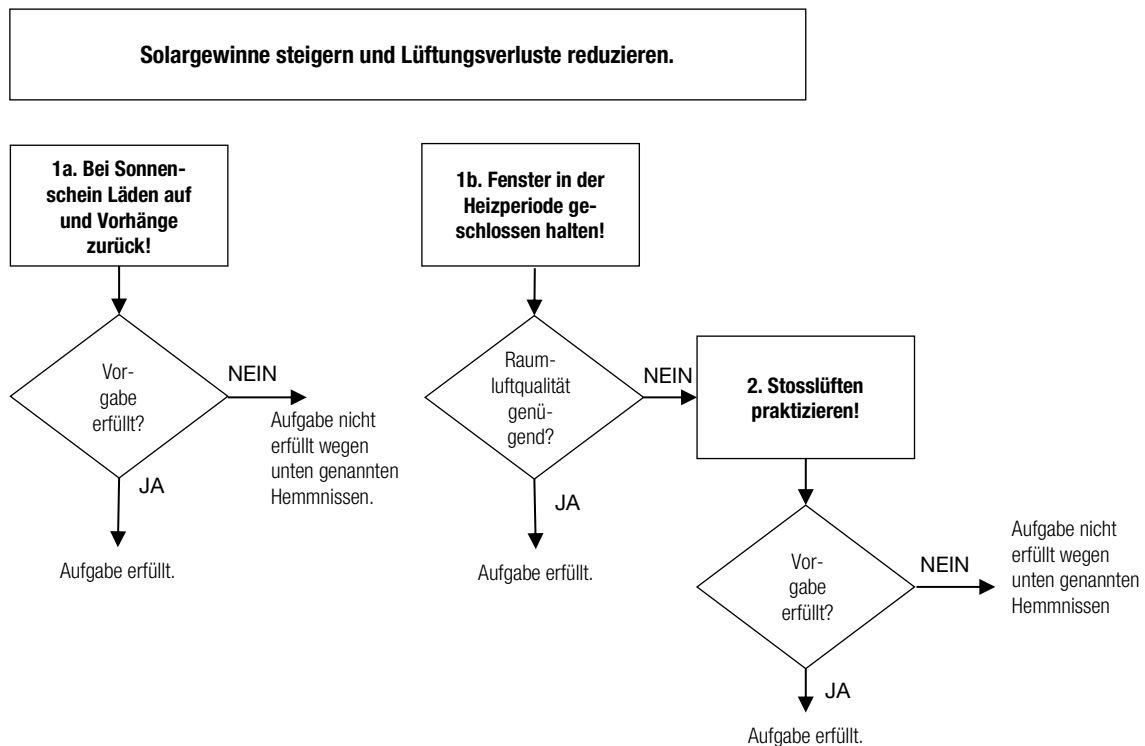 Solargewinne steigern und Lüftungsverluste reduzieren.
1a. Bei Sonnen-
schein Läden auf
und Vorhänge
zurück!
Vor-
gabe
erfüllt?
NEIN
Aufgabe nicht
erfüllt wegen
unten genannten
Hemmnissen.
JA
Aufgabe erfüllt.
1b. Fenster in der
Heizperiode ge-
schlossen halten!
Raum-
luftqualität
genü-
gend?
NEIN
JA
Aufgabe erfüllt.
2. Stosslüften
praktizieren!
Vor-
gabe
erfüllt?
NEIN
Aufgabe nicht
erfüllt wegen
unten genannten
Hemmnissen
JA
Aufgabe erfüllt.